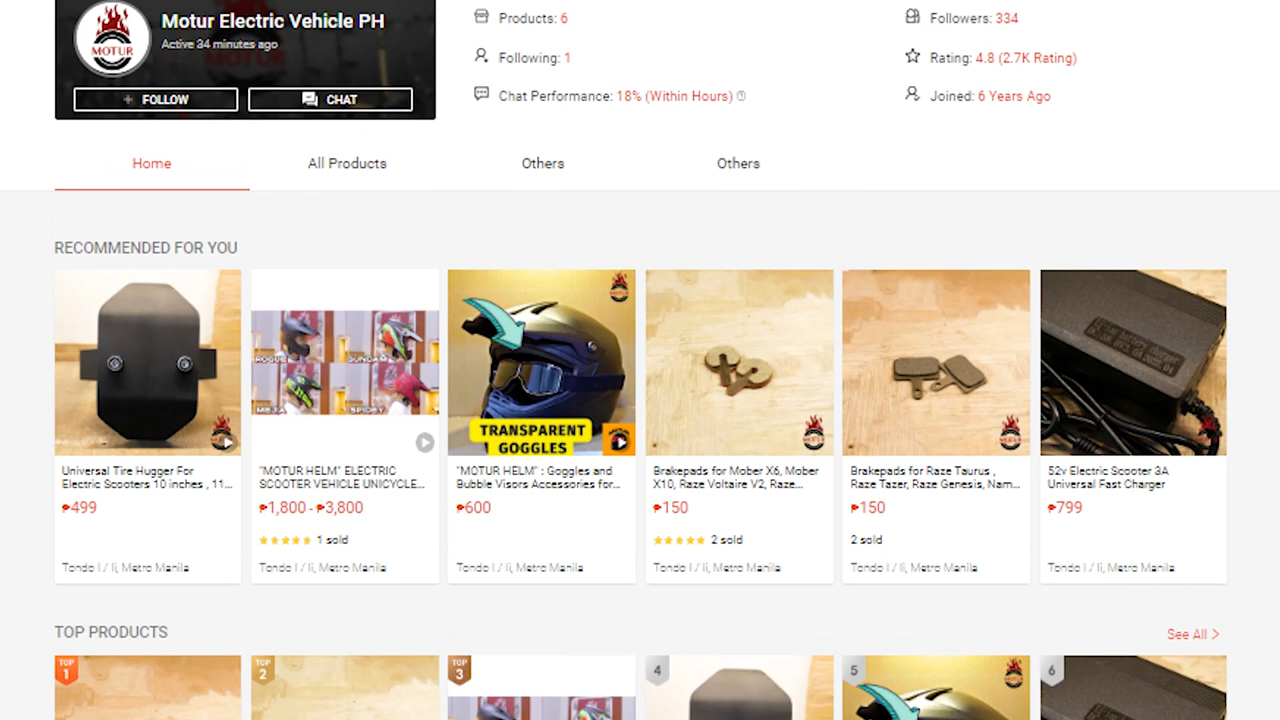 Motur Electric Vehicle PH
Active 34 minutes ago
MOTUR
+ FOLLOW
CHAT
Products: 6
Following: 1
Chat Performance: 18% (Within Hours)
Followers: 334
Rating: 4.8 (2.7K Rating)
Joined: 6 Years Ago
Home
All Products
Others
Others
RECOMMENDED FOR YOU
Universal Tire Hugger For
Electric Scooters 10 inches , 11...
₱499
Tondo I / Ii, Metro Manila
ROGUE
GUNDAM
MEJA
SPIDEY
"MOTUR HELM" ELECTRIC
SCOOTER VEHICLE UNICYCLE...
₱1,800 - ₱3,800
1 sold
Tondo I / Ii, Metro Manila
MOTUR
TRANSPARENT
GOGGLES
"MOTUR HELM" : Goggles and
Bubble Visors Accessories for...
₱600
Tondo I / Ii, Metro Manila
MOTUR
Brakepads for Mober X6, Mober
X10, Raze Voltaire V2, Raze...
₱150
2 sold
Tondo I / Ii, Metro Manila
MOTUR
Brakepads for Raze Taurus ,
Raze Tazer, Raze Genesis, Nam...
₱150
2 sold
Tondo I / Ii, Metro Manila
52v Electric Scooter 3A
Universal Fast Charger
₱799
Tondo I / Ii, Metro Manila
TOP PRODUCTS
See All >
TOP
1
TOP
2
TOP
3
4
5
MOTUR
6